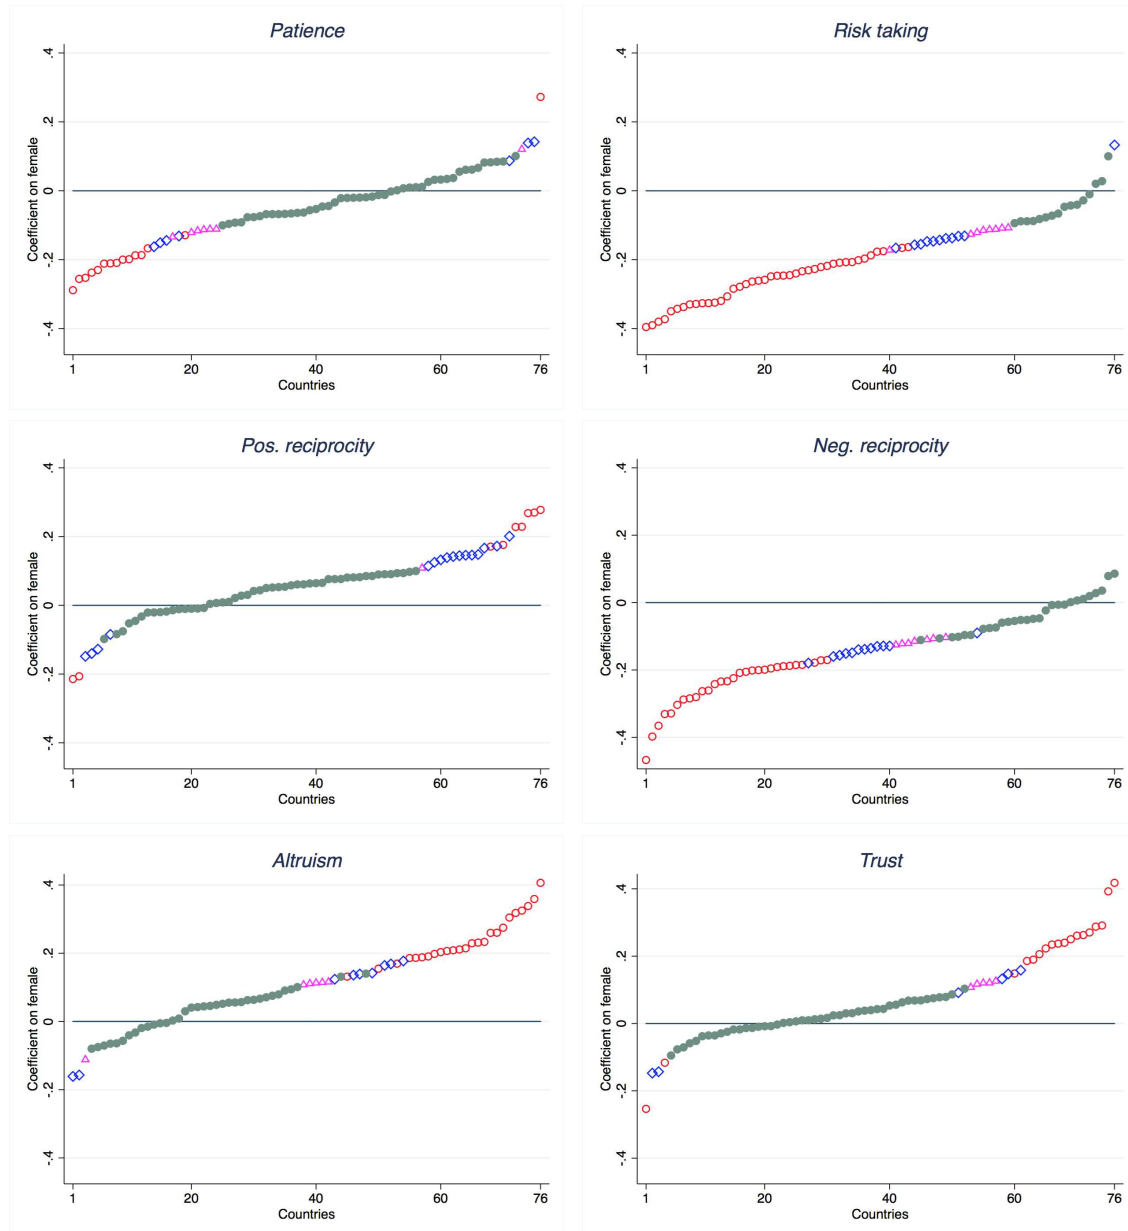 Patience
Coefficient on female
.4
.2
0
-.2
-.4
1 20 40 60 76
Countries
Risk taking
Coefficient on female
.4
.2
0
-.2
-.4
1 20 40 60 76
Countries
Pos. reciprocity
Coefficient on female
.4
.2
0
-.2
-.4
1 20 40 60 76
Countries
Neg. reciprocity
Coefficient on female
.4
.2
0
-.2
-.4
1 20 40 60 76
Countries
Altruism
Coefficient on female
.4
.2
0
-.2
-.4
1 20 40 60 76
Countries
Trust
Coefficient on female
.4
.2
0
-.2
-.4
1 20 40 60 76
Countries